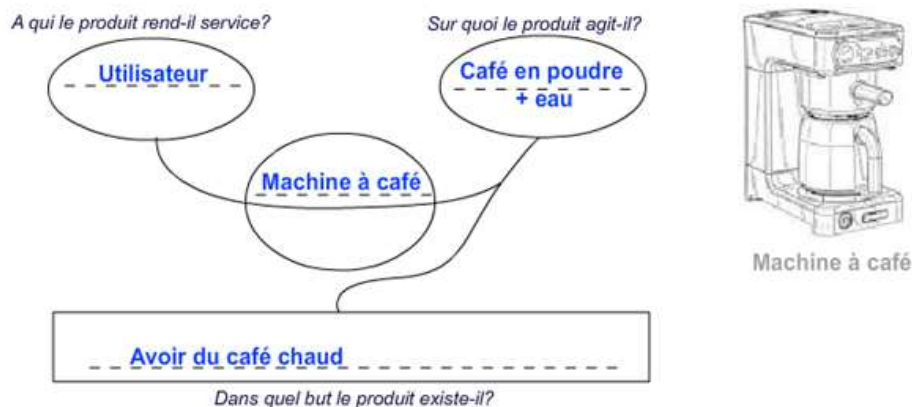 A qui le produit rend-il service?
Sur quoi le produit agit-il?
Utilisateur
Café en poudre
+ eau
Machine à café
Machine à café
Avoir du café chaud
Dans quel but le produit existe-il?